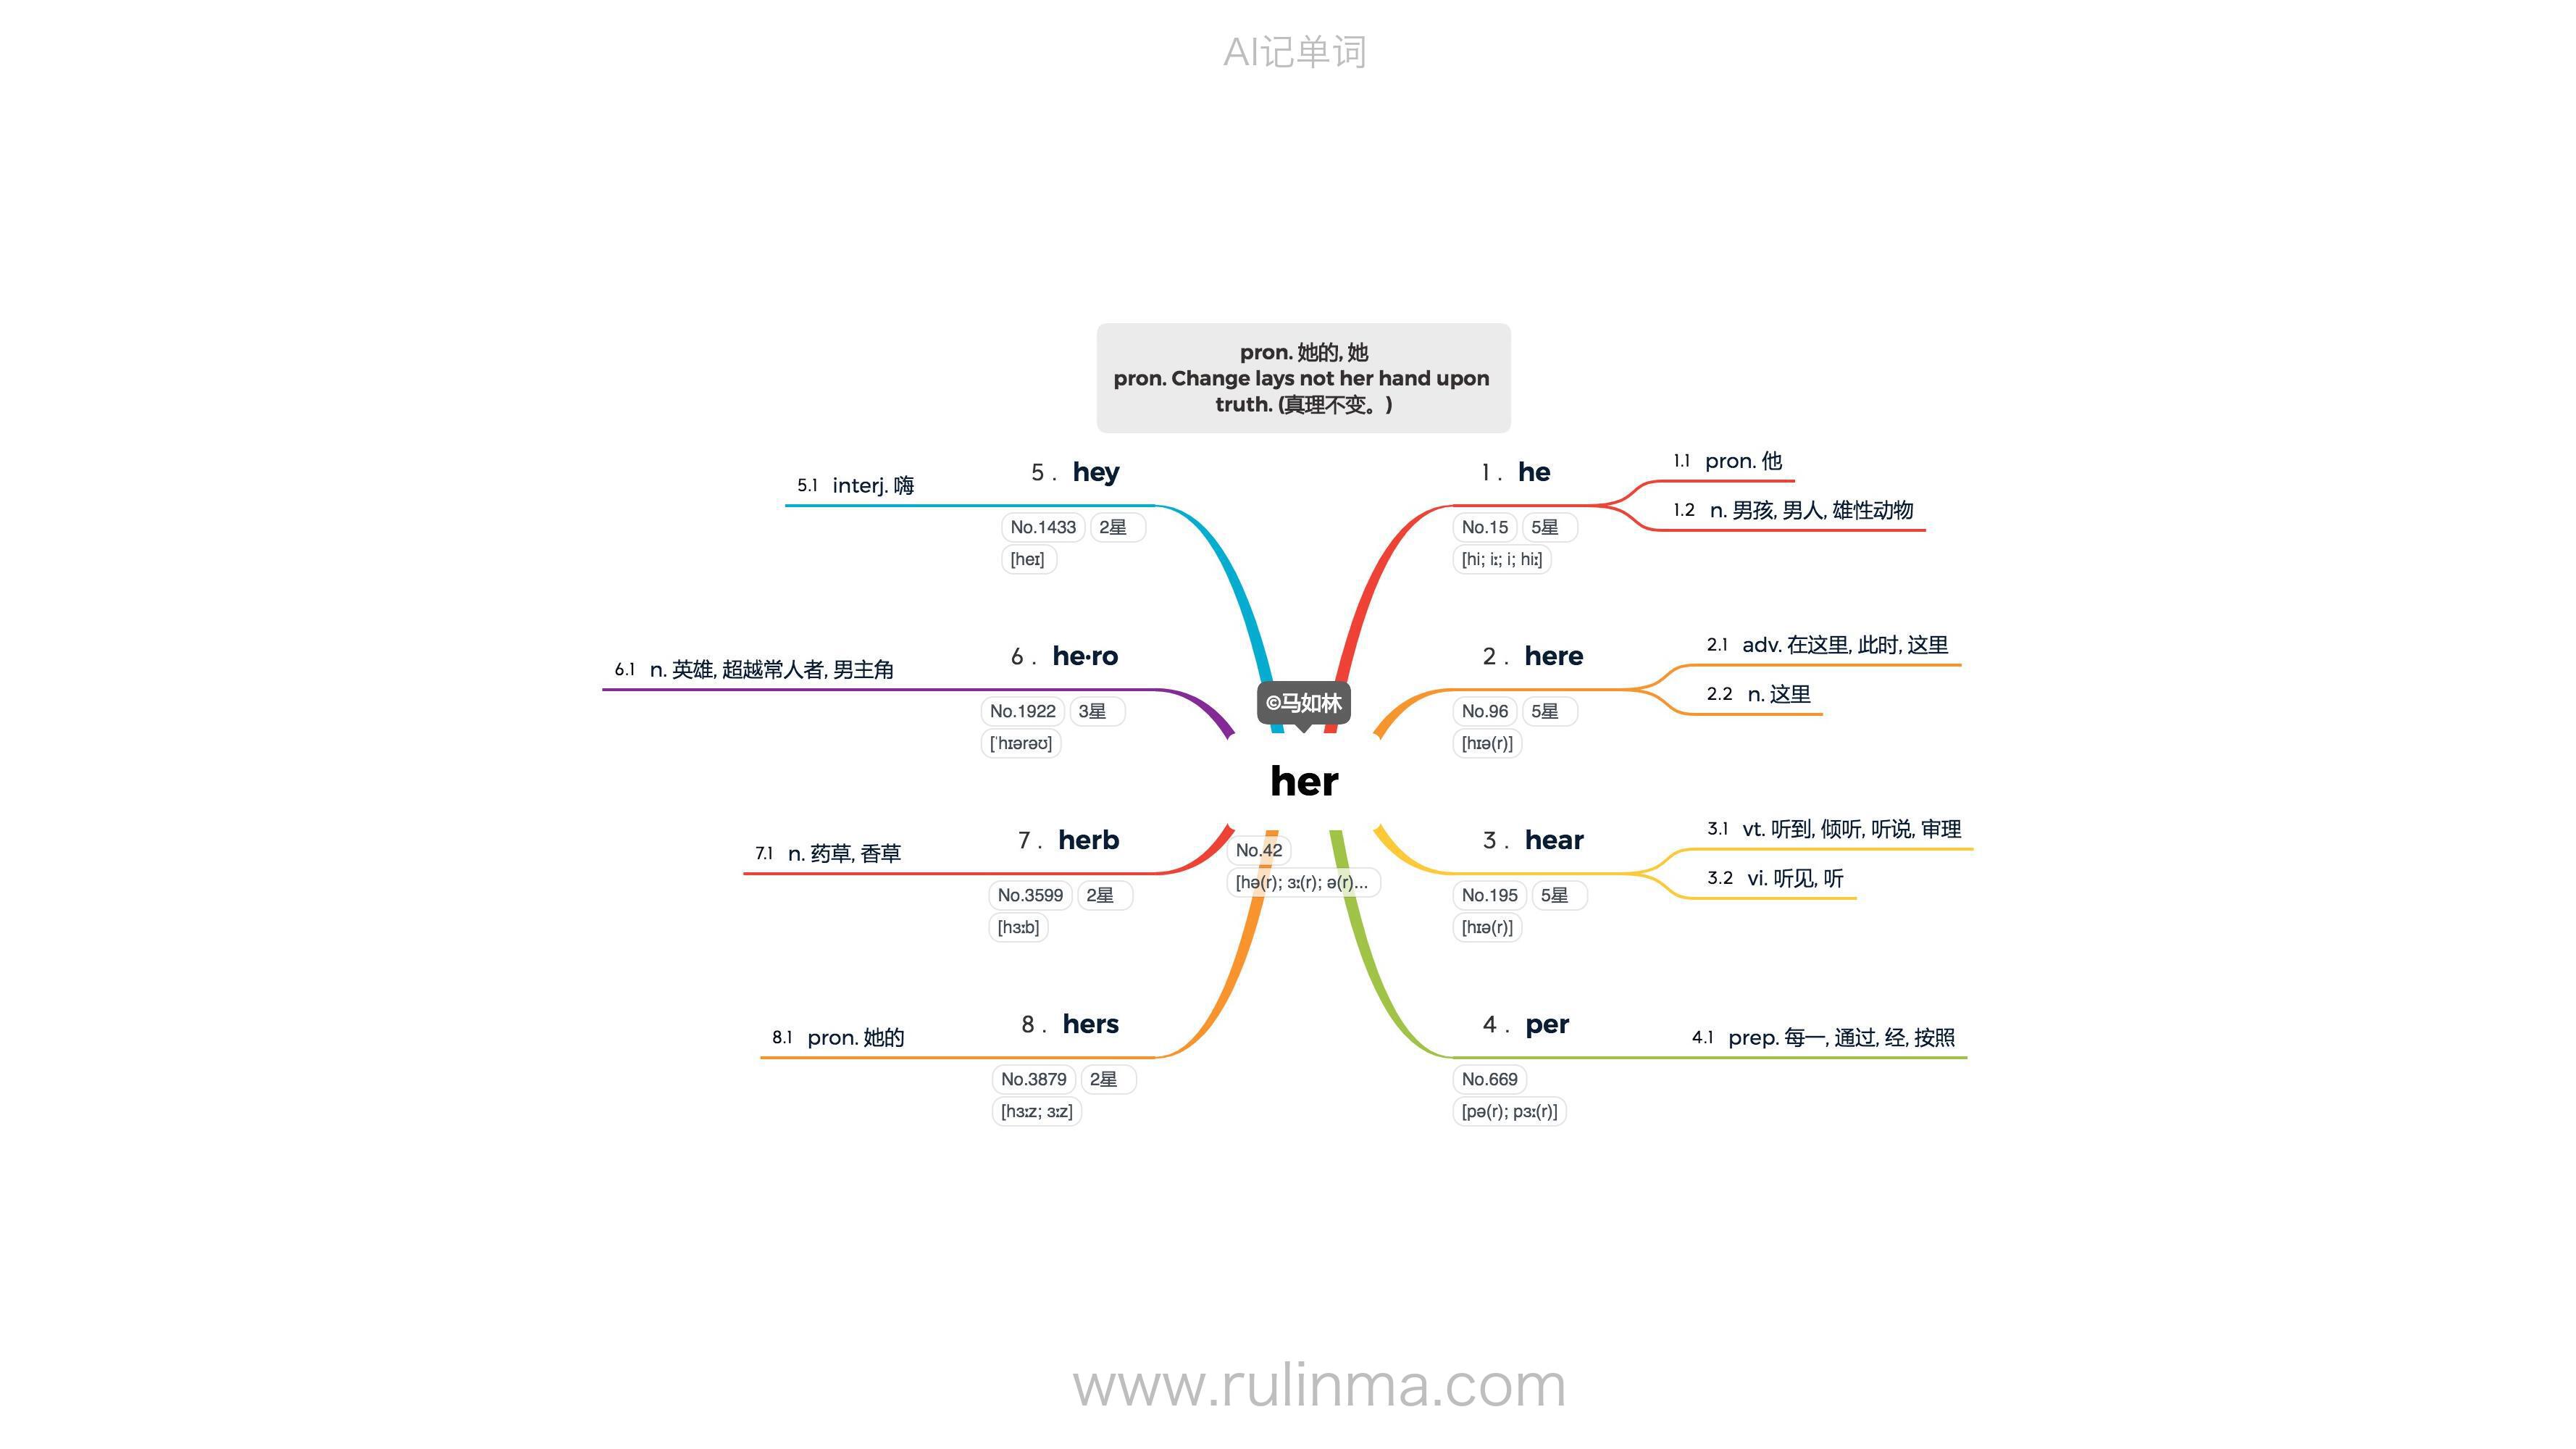 AI记单词
pron. 她的, 她
pron. Change lays not her hand upon
truth. (真理不变。)
©马如林
her
No.42
[hə(r); ɜː(r); ə(r)...
1 . he
No.15 5星
[hi; iː; i; hiː]
1.1 pron. 他
1.2 n. 男孩, 男人, 雄性动物
2 . here
No.96 5星
[hɪə(r)]
2.1 adv. 在这里, 此时, 这里
2.2 n. 这里
3 . hear
No.195 5星
[hɪə(r)]
3.1 vt. 听到, 倾听, 听说, 审理
3.2 vi. 听见, 听
4 . per
No.669
[pə(r); pɜː(r)]
4.1 prep. 每一, 通过, 经, 按照
5 . hey
No.1433 2星
[heɪ]
5.1 interj. 嗨
6 . he·ro
No.1922 3星
[ˈhɪərəʊ]
6.1 n. 英雄, 超越常人者, 男主角
7 . herb
No.3599 2星
[hɜːb]
7.1 n. 药草, 香草
8 . hers
No.3879 2星
[hɜːz; ɜːz]
8.1 pron. 她的
www.rulinma.com